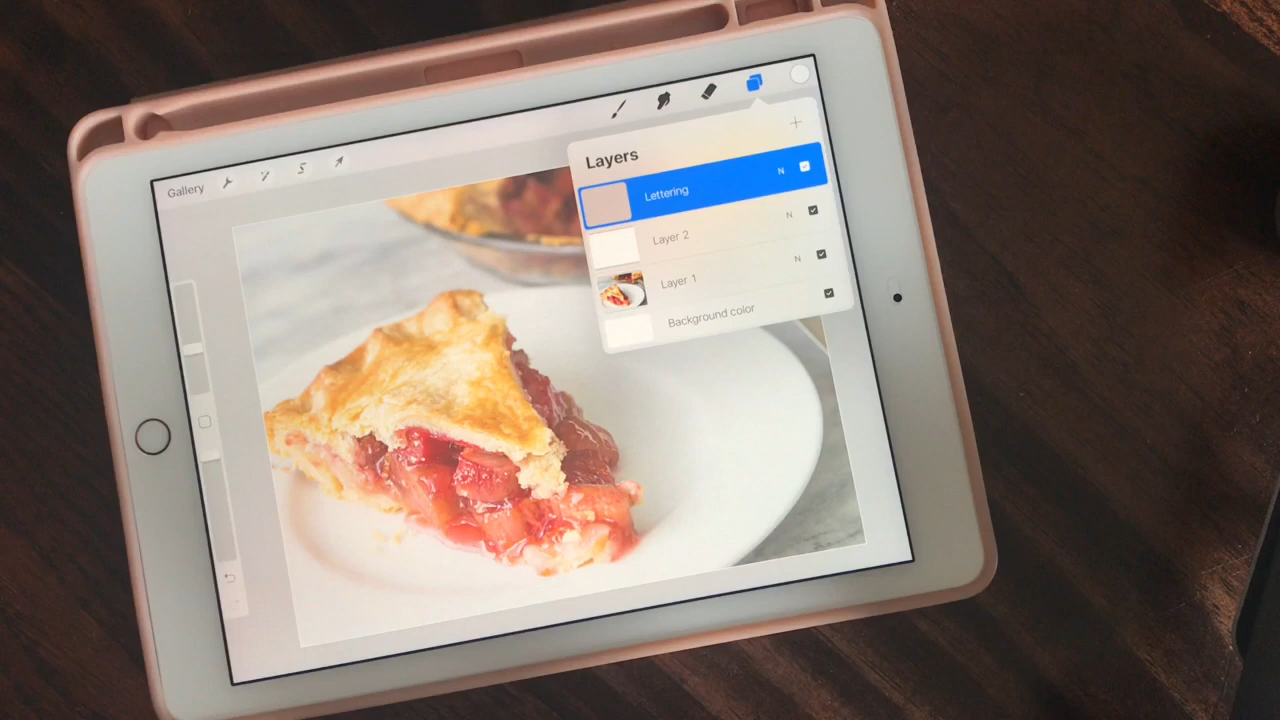 Gallery
Layers
Lettering N
Layer 2 N
Layer 1 N
Background color